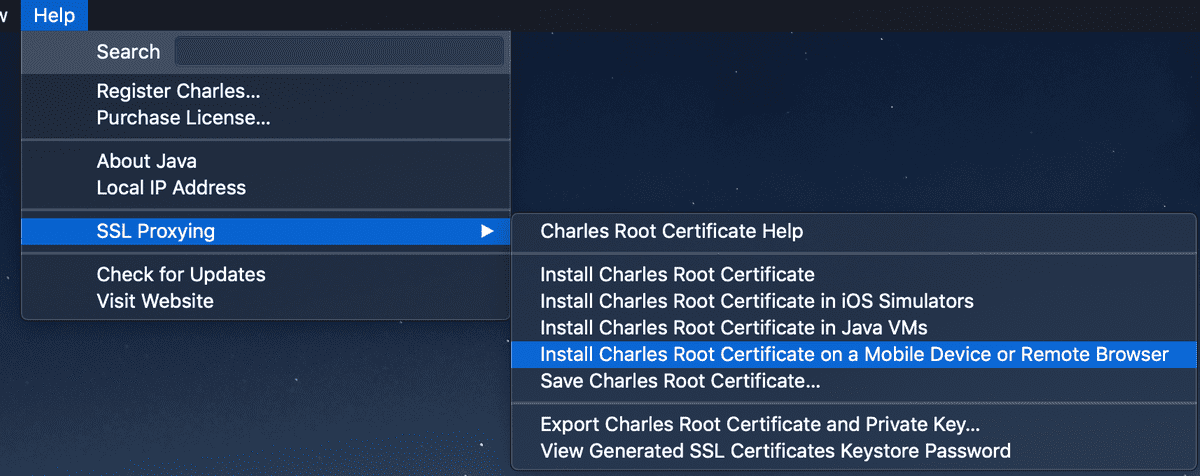 Help
Search
Register Charles...
Purchase License...
About Java
Local IP Address
SSL Proxying
Check for Updates
Visit Website
Charles Root Certificate Help
Install Charles Root Certificate
Install Charles Root Certificate in iOS Simulators
Install Charles Root Certificate in Java VMs
Install Charles Root Certificate on a Mobile Device or Remote Browser
Save Charles Root Certificate...
Export Charles Root Certificate and Private Key...
View Generated SSL Certificates Keystore Password